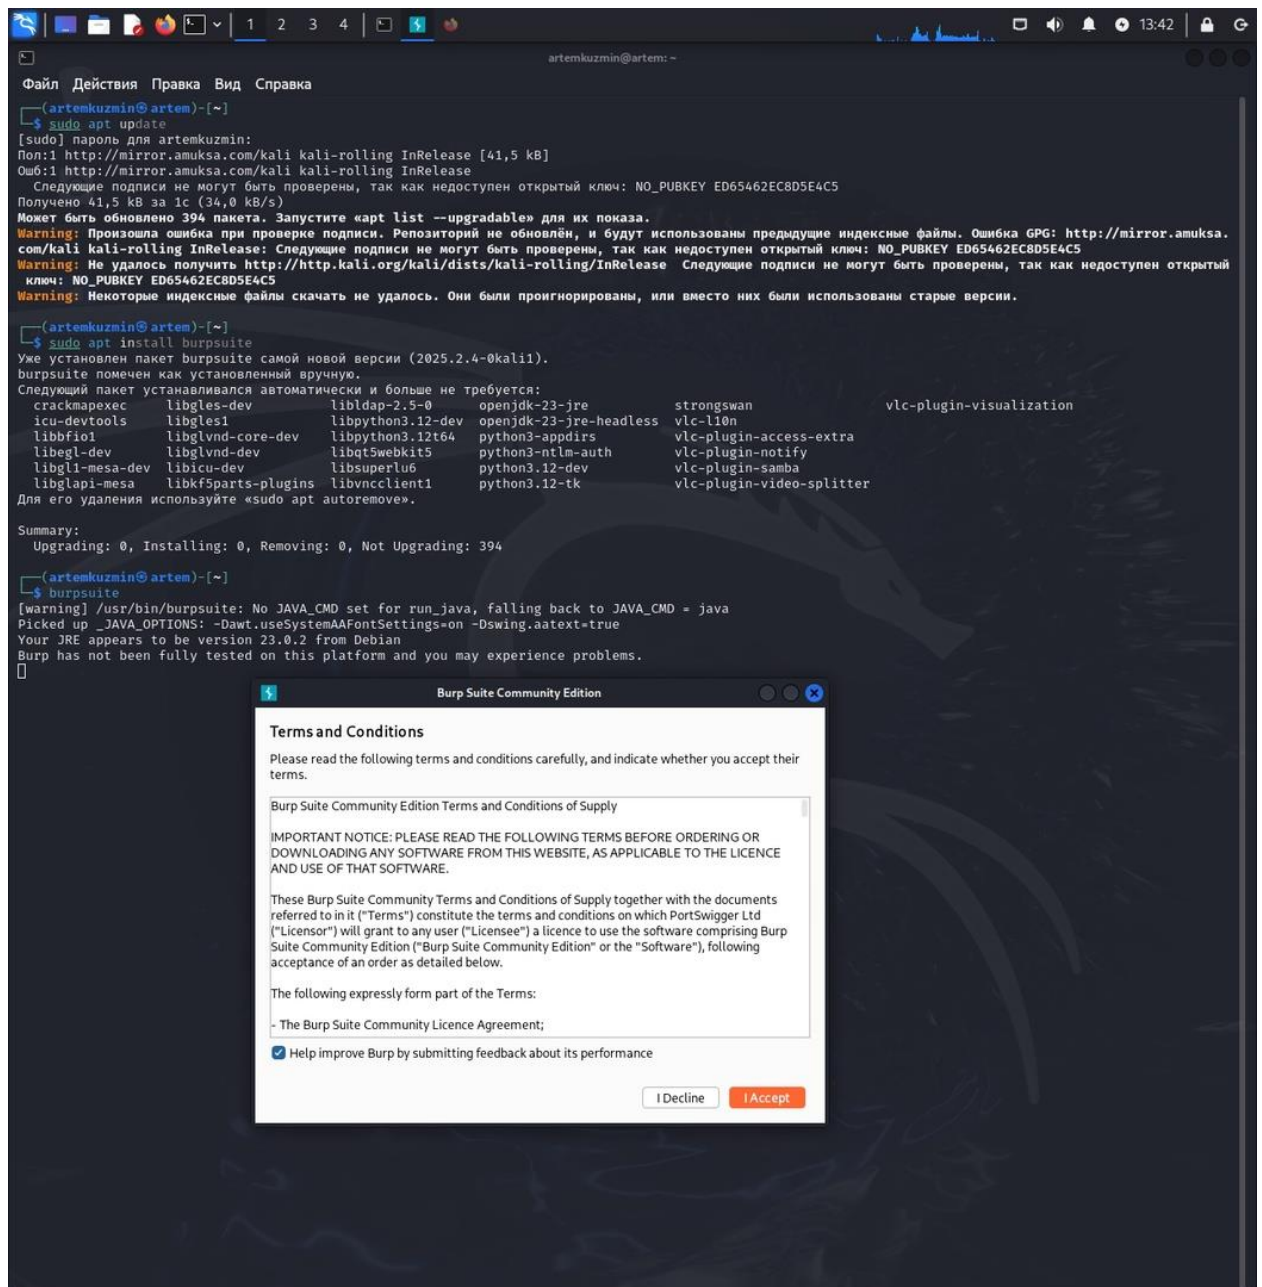 1 2 3 4 13:42
artemkuzmin@artem: ~
Файл Действия Правка Вид Справка
(artemkuzmin㉿artem)-[~]
$ sudo apt update
[sudo] пароль для artemkuzmin:
Пол:1 http://mirror.amuksa.com/kali kali-rolling InRelease [41,5 kB]
Ошб:1 http://mirror.amuksa.com/kali kali-rolling InRelease
Следующие подписи не могут быть проверены, так как недоступен открытый ключ: NO_PUBKEY ED65462EC8D5E4C5
Получено 41,5 kB за 1с (34,0 kB/s)
Может быть обновлено 394 пакета. Запустите «apt list --upgradable» для их показа.
Warning: Произошла ошибка при проверке подписи. Репозиторий не обновлён, и будут использованы предыдущие индексные файлы. Ошибка GPG: http://mirror.amuksa.
com/kali kali-rolling InRelease: Следующие подписи не могут быть проверены, так как недоступен открытый ключ: NO_PUBKEY ED65462EC8D5E4C5
Warning: Не удалось получить http://http.kali.org/kali/dists/kali-rolling/InRelease Следующие подписи не могут быть проверены, так как недоступен открытый
ключ: NO_PUBKEY ED65462EC8D5E4C5
Warning: Некоторые индексные файлы скачать не удалось. Они были проигнорированы, или вместо них были использованы старые версии.
(artemkuzmin㉿artem)-[~]
$ sudo apt install burpsuite
Уже установлен пакет burpsuite самой новой версии (2025.2.4-0kali1).
burpsuite помечен как установленный вручную.
Следующий пакет устанавливался автоматически и больше не требуется:
crackmapexec libgles-dev libldap-2.5-0 openjdk-23-jre strongswan vlc-plugin-visualization
icu-devtools libgles1 libpython3.12-dev openjdk-23-jre-headless vlc-l10n
libbfio1 libglvnd-core-dev libpython3.12t64 python3-appdirs vlc-plugin-access-extra
libegl-dev libglvnd-dev libqt5webkit5 python3-ntlm-auth vlc-plugin-notify
libgl1-mesa-dev libicu-dev libsuperlu6 python3.12-dev vlc-plugin-samba
libglapi-mesa libkf5parts-plugins libvncclient1 python3.12-tk vlc-plugin-video-splitter
Для его удаления используйте «sudo apt autoremove».
Summary:
Upgrading: 0, Installing: 0, Removing: 0, Not Upgrading: 394
(artemkuzmin㉿artem)-[~]
$ burpsuite
[warning] /usr/bin/burpsuite: No JAVA_CMD set for run_java, falling back to JAVA_CMD = java
Picked up _JAVA_OPTIONS: -Dawt.useSystemAAFontSettings=on -Dswing.aatext=true
Your JRE appears to be version 23.0.2 from Debian
Burp has not been fully tested on this platform and you may experience problems.
Burp Suite Community Edition
Terms and Conditions
Please read the following terms and conditions carefully, and indicate whether you accept their
terms.
Burp Suite Community Edition Terms and Conditions of Supply
IMPORTANT NOTICE: PLEASE READ THE FOLLOWING TERMS BEFORE ORDERING OR
DOWNLOADING ANY SOFTWARE FROM THIS WEBSITE, AS APPLICABLE TO THE LICENCE
AND USE OF THAT SOFTWARE.
These Burp Suite Community Terms and Conditions of Supply together with the documents
referred to in it ("Terms") constitute the terms and conditions on which PortSwigger Ltd
("Licensor") will grant to any user ("Licensee") a licence to use the software comprising Burp
Suite Community Edition ("Burp Suite Community Edition" or the "Software"), following
acceptance of an order as detailed below.
The following expressly form part of the Terms:
- The Burp Suite Community Licence Agreement;
Help improve Burp by submitting feedback about its performance
I Decline I Accept